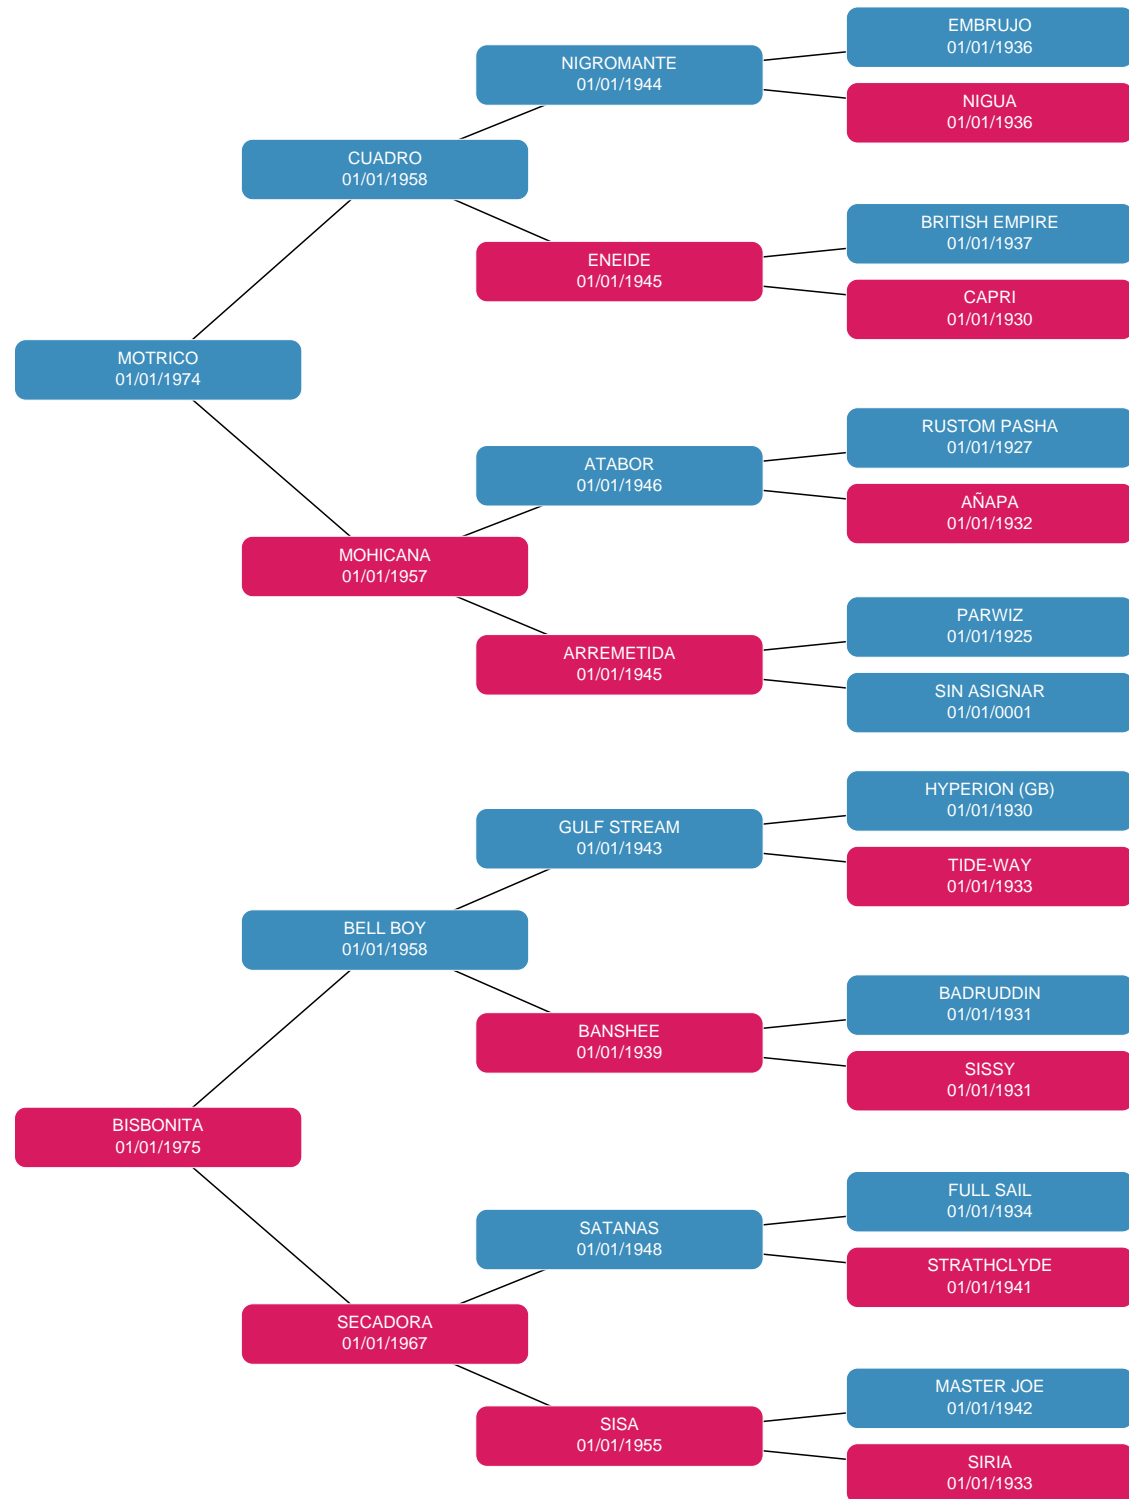 EMBRUJO
01/01/1936
NIGROMANTE
01/01/1944
NIGUA
01/01/1936
CUADRO
01/01/1958
BRITISH EMPIRE
01/01/1937
ENEIDE
01/01/1945
CAPRI
01/01/1930
MOTRICO
01/01/1974
RUSTOM PASHA
01/01/1927
ATABOR
01/01/1946
AÑAPA
01/01/1932
MOHICANA
01/01/1957
PARWIZ
01/01/1925
ARREMETIDA
01/01/1945
SIN ASIGNAR
01/01/0001
HYPERION (GB)
01/01/1930
GULF STREAM
01/01/1943
TIDE-WAY
01/01/1933
BELL BOY
01/01/1958
BADRUDDIN
01/01/1931
BANSHEE
01/01/1939
SISSY
01/01/1931
BISBONITA
01/01/1975
FULL SAIL
01/01/1934
SATANAS
01/01/1948
STRATHCLYDE
01/01/1941
SECADORA
01/01/1967
MASTER JOE
01/01/1942
SISA
01/01/1955
SIRIA
01/01/1933